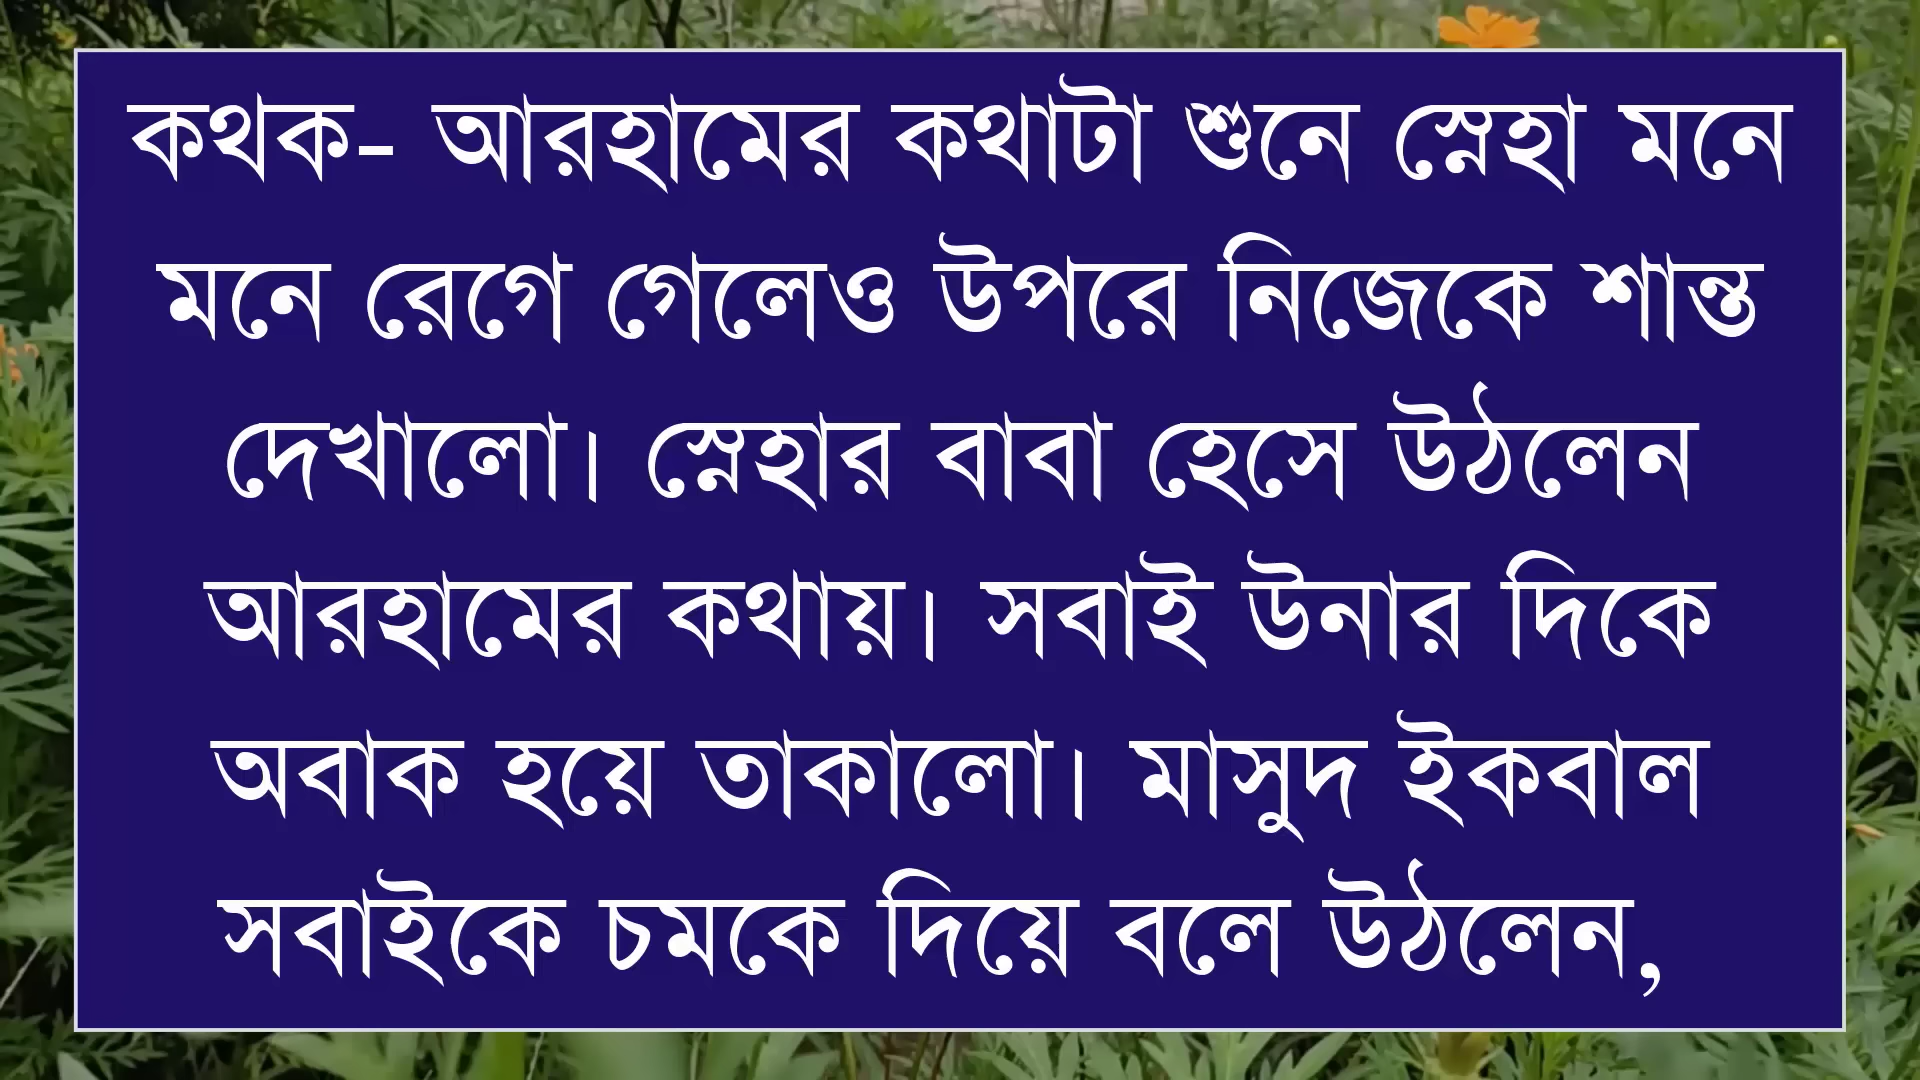 কথক- আরহামের কথাটা শুনে স্নেহা মনে
মনে রেগে গেলেও উপরে নিজেকে শান্ত
দেখালো। স্নেহার বাবা হেসে উঠলেন
আরহামের কথায়। সবাই উনার দিকে
অবাক হয়ে তাকালো। মাসুদ ইকবাল
সবাইকে চমকে দিয়ে বলে উঠলেন,